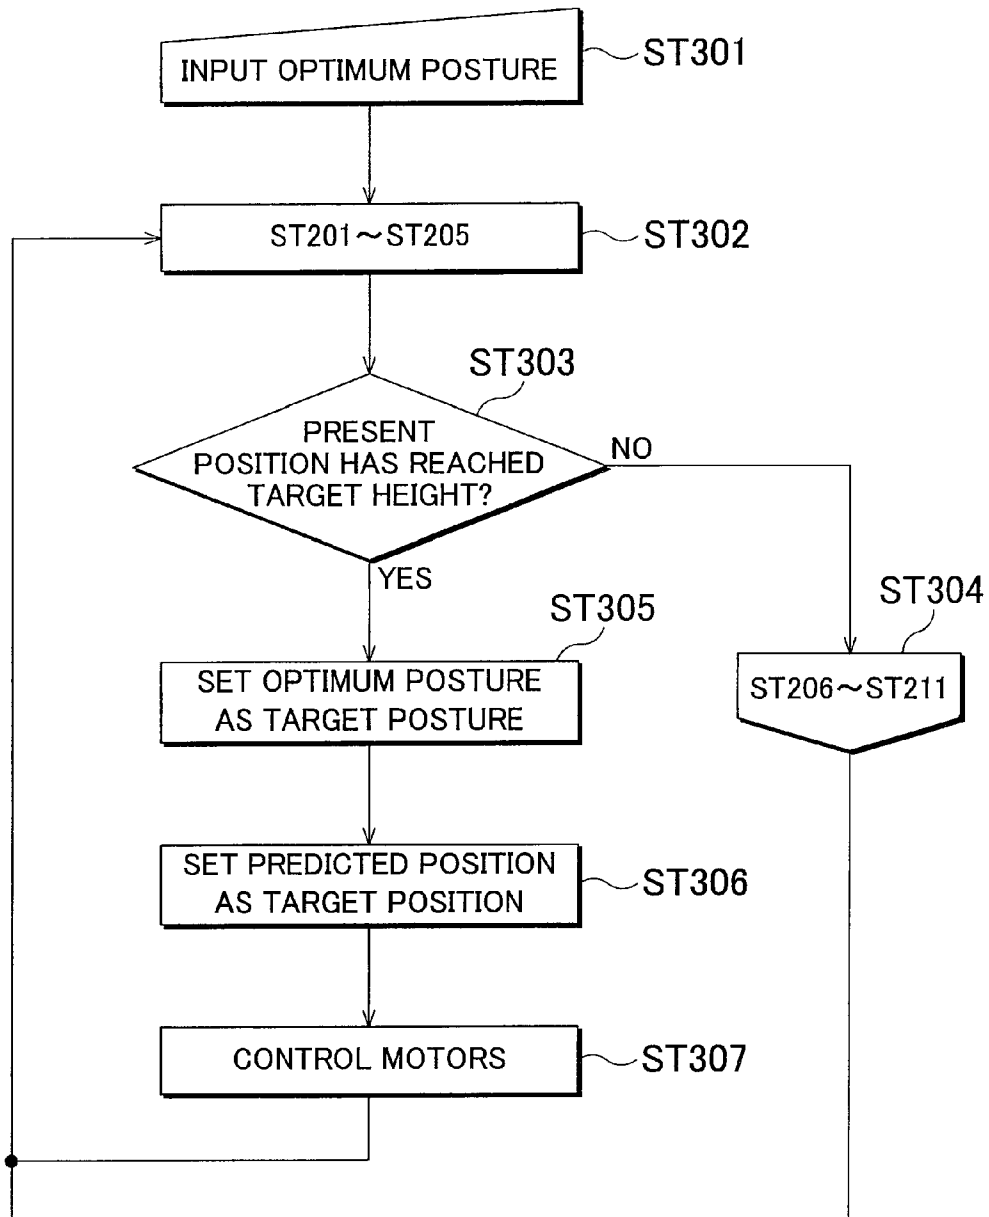 INPUT OPTIMUM POSTURE
ST301
ST201～ST205
ST302
ST303
PRESENT
POSITION HAS REACHED
TARGET HEIGHT?
NO
YES
ST304
ST206～ST211
ST305
SET OPTIMUM POSTURE
AS TARGET POSTURE
SET PREDICTED POSITION
AS TARGET POSITION
ST306
CONTROL MOTORS
ST307